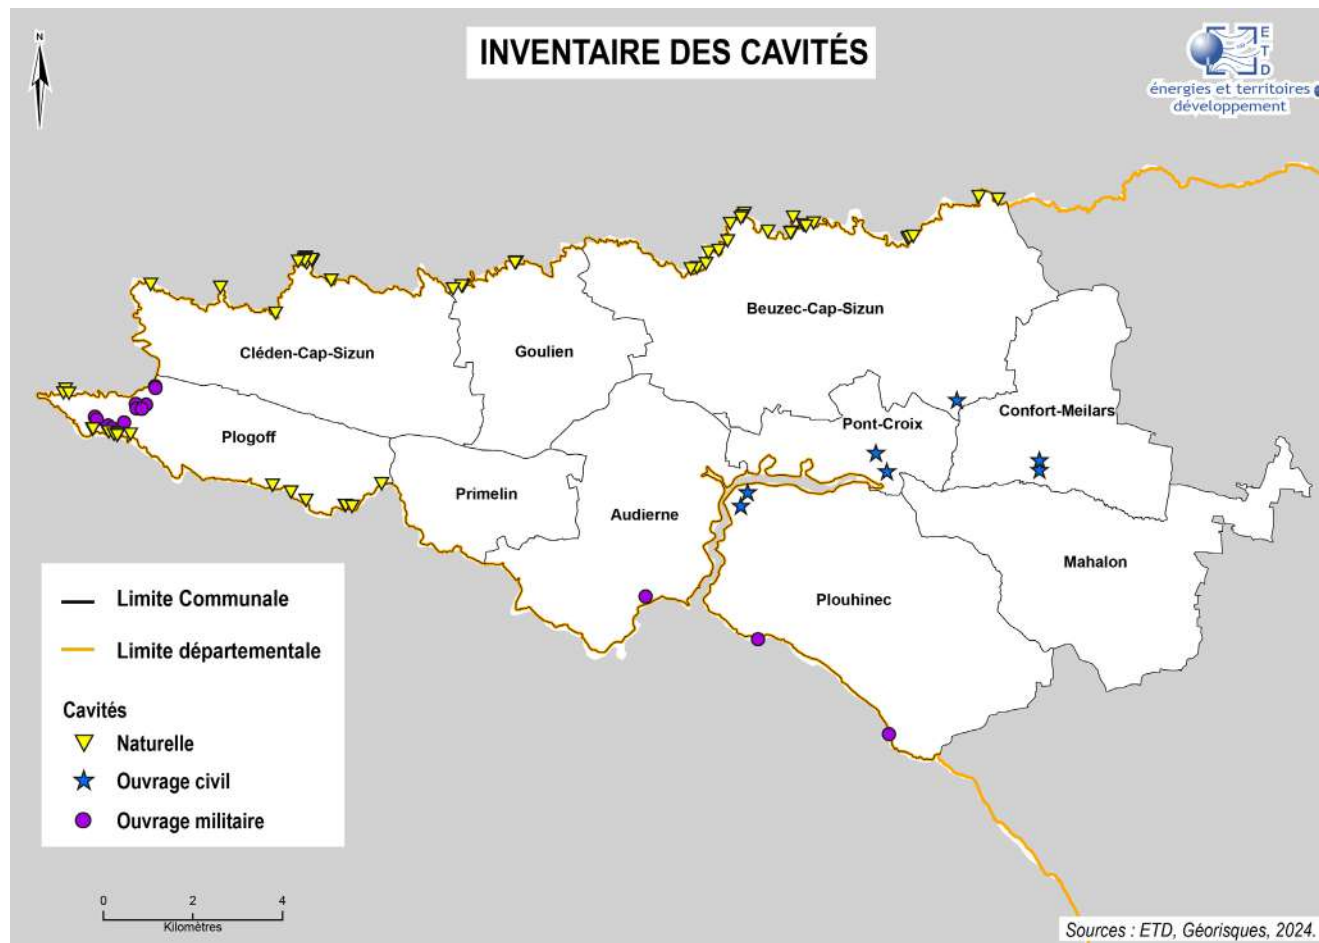 N
INVENTAIRE DES CAVITÉS
E
T
D
énergies et territoires
développement
Beuzec-Cap-Sizun
Cléden-Cap-Sizun
Goulien
Confort-Meilars
Pont-Croix
Plogoff
Primelin
Audierne
Mahalon
Plouhinec
Limite Communale
Limite départementale
Cavités
Naturelle
Ouvrage civil
Ouvrage militaire
0 2 4
Kilomètres
Sources : ETD, Géorisques, 2024.